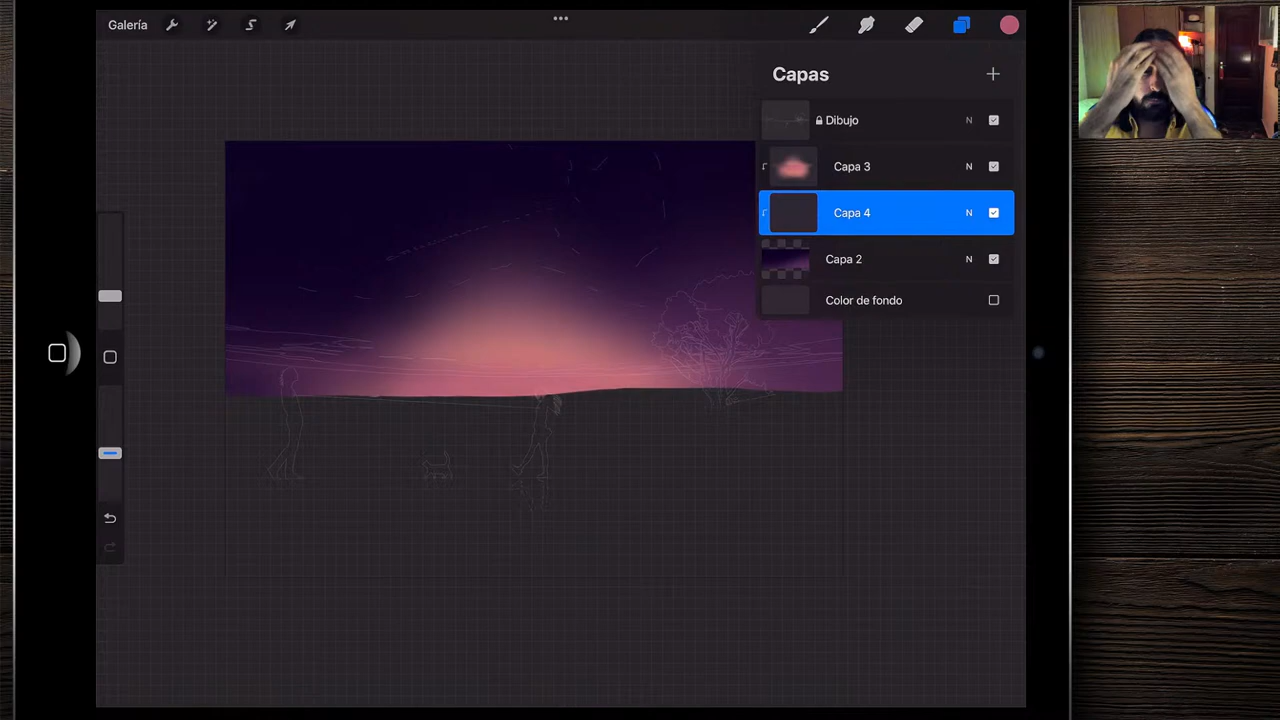 Galería
Capas
Dibujo N
Capa 3 N
Capa 4 N
Capa 2 N
Color de fondo